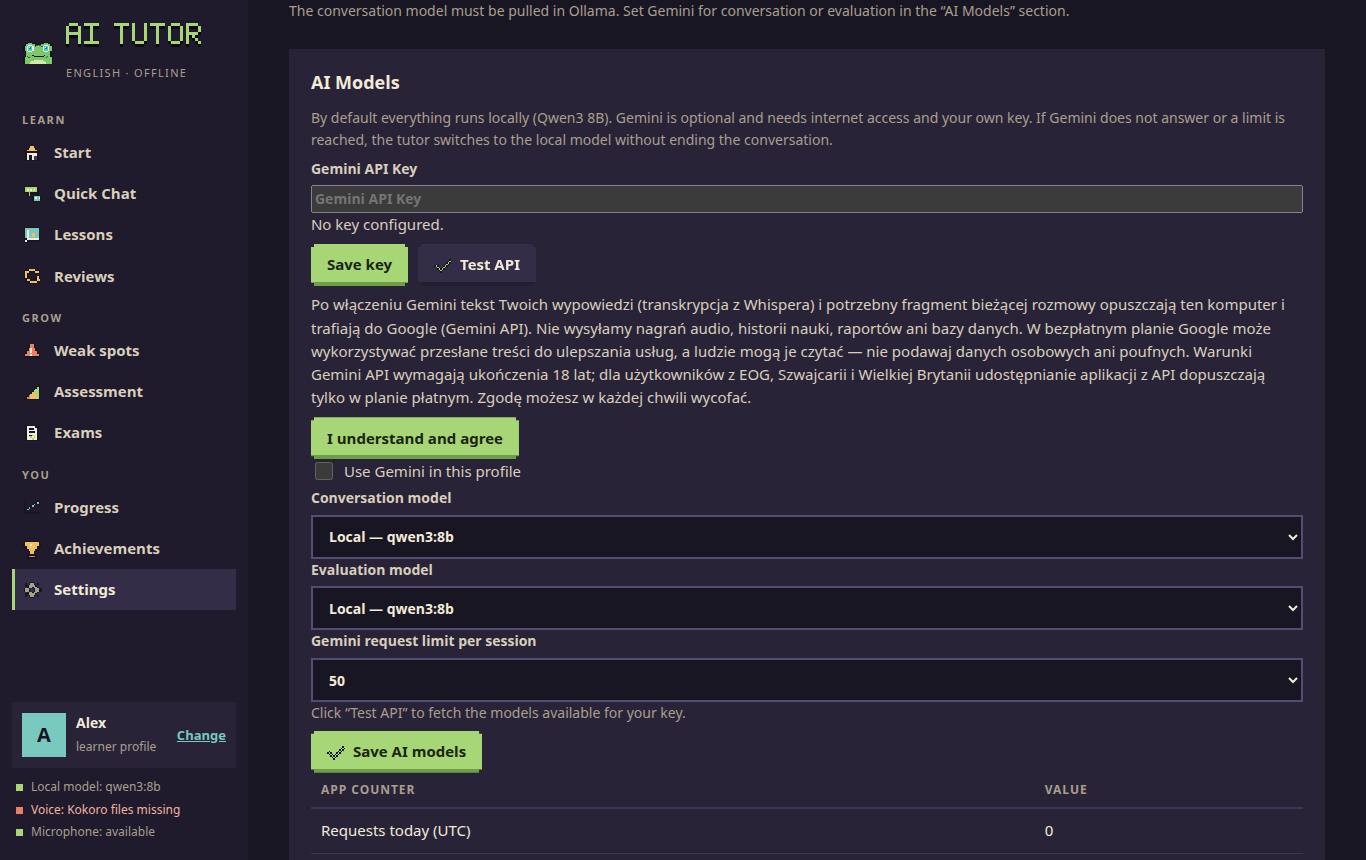 AI TUTOR
ENGLISH · OFFLINE
LEARN
Start
Quick Chat
Lessons
Reviews
GROW
Weak spots
Assessment
Exams
YOU
Progress
Achievements
Settings
A
Alex
learner profile
Change
Local model: qwen3:8b
Voice: Kokoro files missing
Microphone: available
The conversation model must be pulled in Ollama. Set Gemini for conversation or evaluation in the “AI Models” section.
AI Models
By default everything runs locally (Qwen3 8B). Gemini is optional and needs internet access and your own key. If Gemini does not answer or a limit is
reached, the tutor switches to the local model without ending the conversation.
Gemini API Key
Gemini API Key
No key configured.
Save key
Test API
Po włączeniu Gemini tekst Twoich wypowiedzi (transkrypcja z Whispera) i potrzebny fragment bieżącej rozmowy opuszczają ten komputer i
trafiają do Google (Gemini API). Nie wysyłamy nagrań audio, historii nauki, raportów ani bazy danych. W bezpłatnym planie Google może
wykorzystywać przesłane treści do ulepszania usług, a ludzie mogą je czytać — nie podawaj danych osobowych ani poufnych. Warunki
Gemini API wymagają ukończenia 18 lat; dla użytkowników z EOG, Szwajcarii i Wielkiej Brytanii udostępnianie aplikacji z API dopuszczają
tylko w planie płatnym. Zgodę możesz w każdej chwili wycofać.
I understand and agree
Use Gemini in this profile
Conversation model
Local — qwen3:8b
Evaluation model
Local — qwen3:8b
Gemini request limit per session
50
Click “Test API” to fetch the models available for your key.
Save AI models
APP COUNTER VALUE
Requests today (UTC) 0